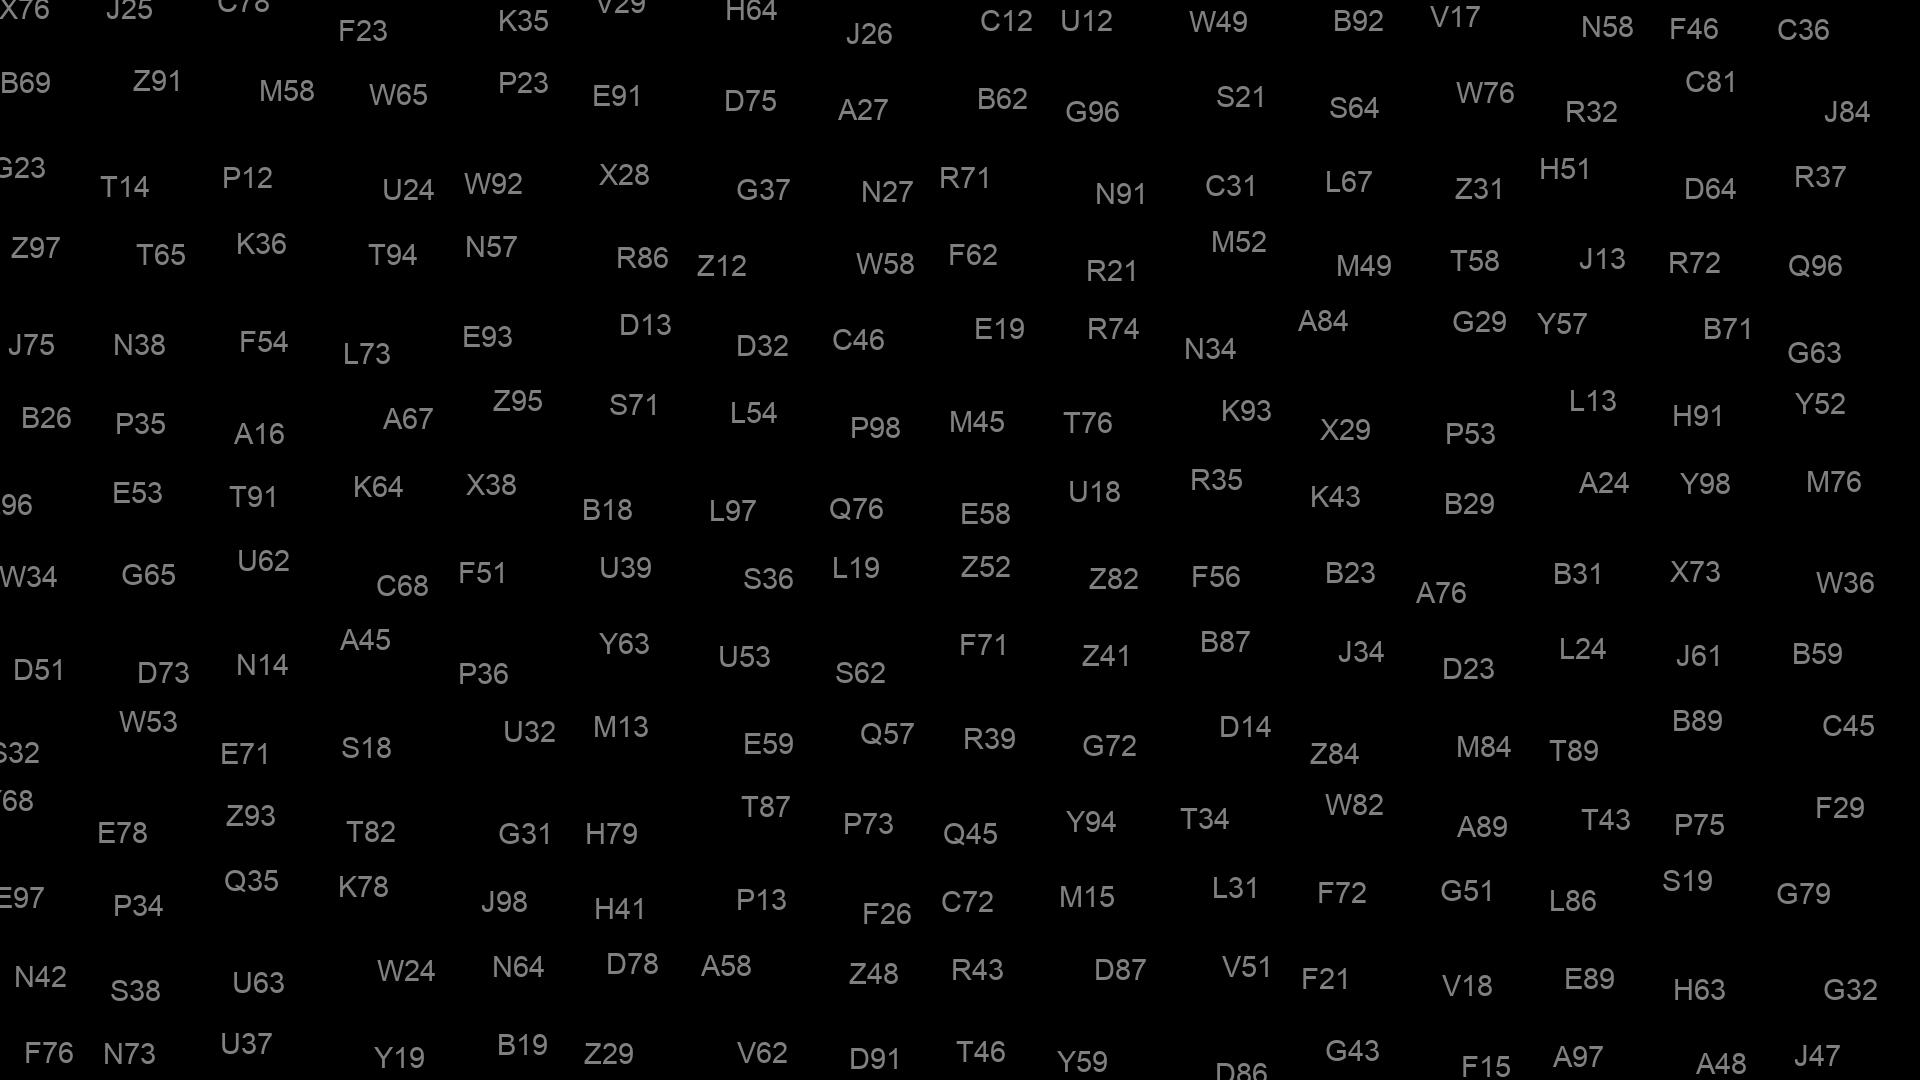 X76 J25 C78 F23 K35 V29 H64 J26 C12 U12 W49 B92 V17 N58 F46 C36
B69 Z91 M58 W65 P23 E91 D75 A27 B62 G96 S21 S64 W76 R32 C81 J84
G23 T14 P12 U24 W92 X28 G37 N27 R71 N91 C31 L67 Z31 H51 D64 R37
Z97 T65 K36 T94 N57 R86 Z12 W58 F62 R21 M52 M49 T58 J13 R72 Q96
J75 N38 F54 L73 E93 D13 D32 C46 E19 R74 N34 A84 G29 Y57 B71 G63
B26 P35 A16 A67 Z95 S71 L54 P98 M45 T76 K93 X29 P53 L13 H91 Y52
96 E53 T91 K64 X38 B18 L97 Q76 E58 U18 R35 K43 B29 A24 Y98 M76
W34 G65 U62 C68 F51 U39 S36 L19 Z52 Z82 F56 B23 A76 B31 X73 W36
D51 D73 N14 A45 P36 Y63 U53 S62 F71 Z41 B87 J34 D23 L24 J61 B59
S32 W53 E71 S18 U32 M13 E59 Q57 R39 G72 D14 Z84 M84 T89 B89 C45
68 E78 Z93 T82 G31 H79 T87 P73 Q45 Y94 T34 W82 A89 T43 P75 F29
E97 P34 Q35 K78 J98 H41 P13 F26 C72 M15 L31 F72 G51 L86 S19 G79
N42 S38 U63 W24 N64 D78 A58 Z48 R43 D87 V51 F21 V18 E89 H63 G32
F76 N73 U37 Y19 B19 Z29 V62 D91 T46 Y59 D86 G43 F15 A97 A48 J47